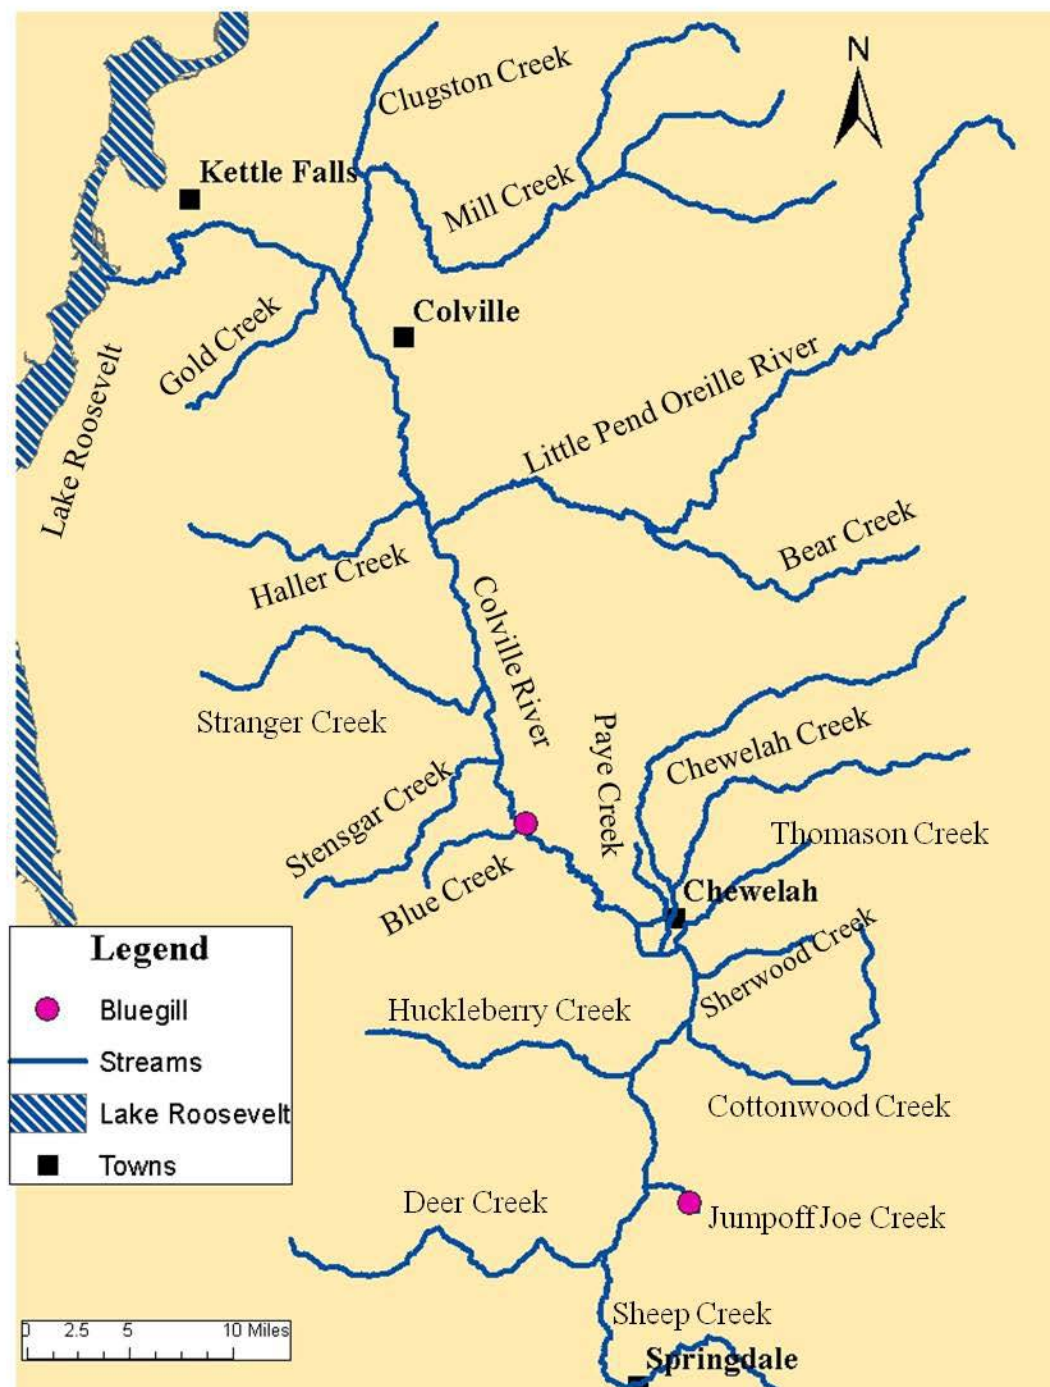 Clugston Creek
N
Kettle Falls
Mill Creek
Colville
Gold Creek
Little Pend Oreille River
Lake Roosevelt
Bear Creek
Haller Creek
Colville River
Stranger Creek
Paye Creek
Chewelah Creek
Stensgar Creek
Thomason Creek
Blue Creek
Chewelah
Sherwood Creek
Legend
Bluegill
Streams
Lake Roosevelt
Towns
Huckleberry Creek
Cottonwood Creek
Deer Creek
Jumpoff Joe Creek
Sheep Creek
0 2.5 5 10 Miles
Springdale